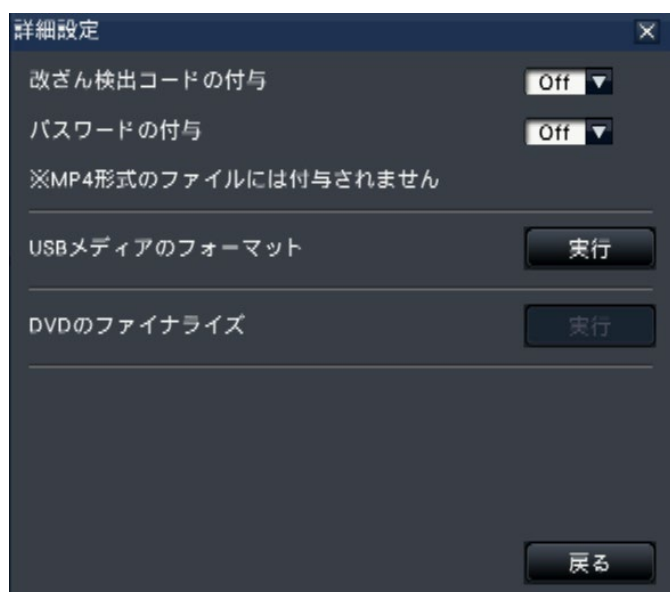 詳細設定
改ざん検出コードの付与 Off
パスワードの付与 Off
※MP4形式のファイルには付与されません
USBメディアのフォーマット 実行
DVDのファイナライズ 実行
戻る